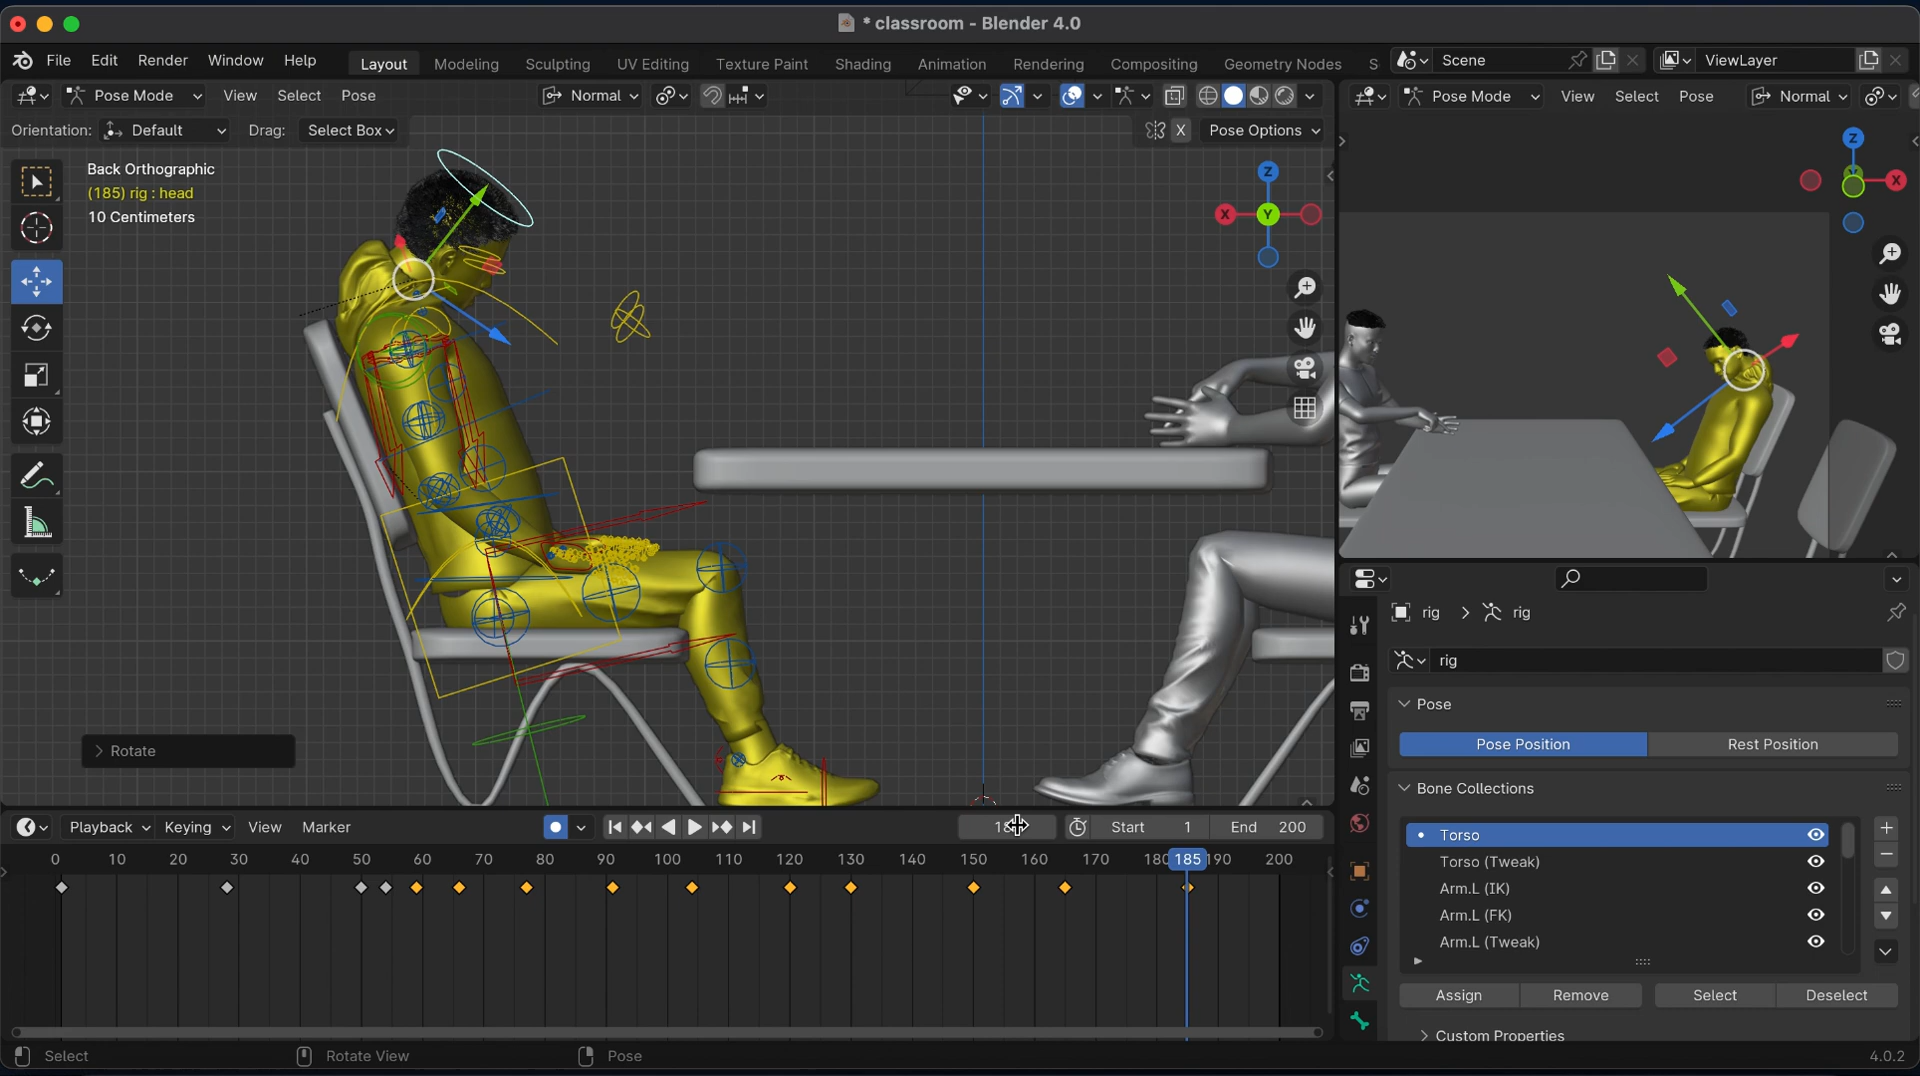 * classroom - Blender 4.0
File Edit Render Window Help Layout Modeling Sculpting UV Editing Texture Paint Shading Animation Rendering Compositing Geometry Nodes S Scene ViewLayer
Pose Mode View Select Pose Normal
Pose Mode View Select Pose Normal
Orientation: Default Drag: Select Box X Pose Options
Back Orthographic
(185) rig : head
10 Centimeters
Z
X Y
Z
X
Rotate
rig > rig
rig
Pose
Pose Position Rest Position
Bone Collections
Torso
Torso (Tweak)
Arm.L (IK)
Arm.L (FK)
Arm.L (Tweak)
Assign Remove Select Deselect
Custom Properties
Playback Keying View Marker Start 1 End 200
0 10 20 30 40 50 60 70 80 90 100 110 120 130 140 150 160 170 180 185 190 200
Select Rotate View Pose 4.0.2